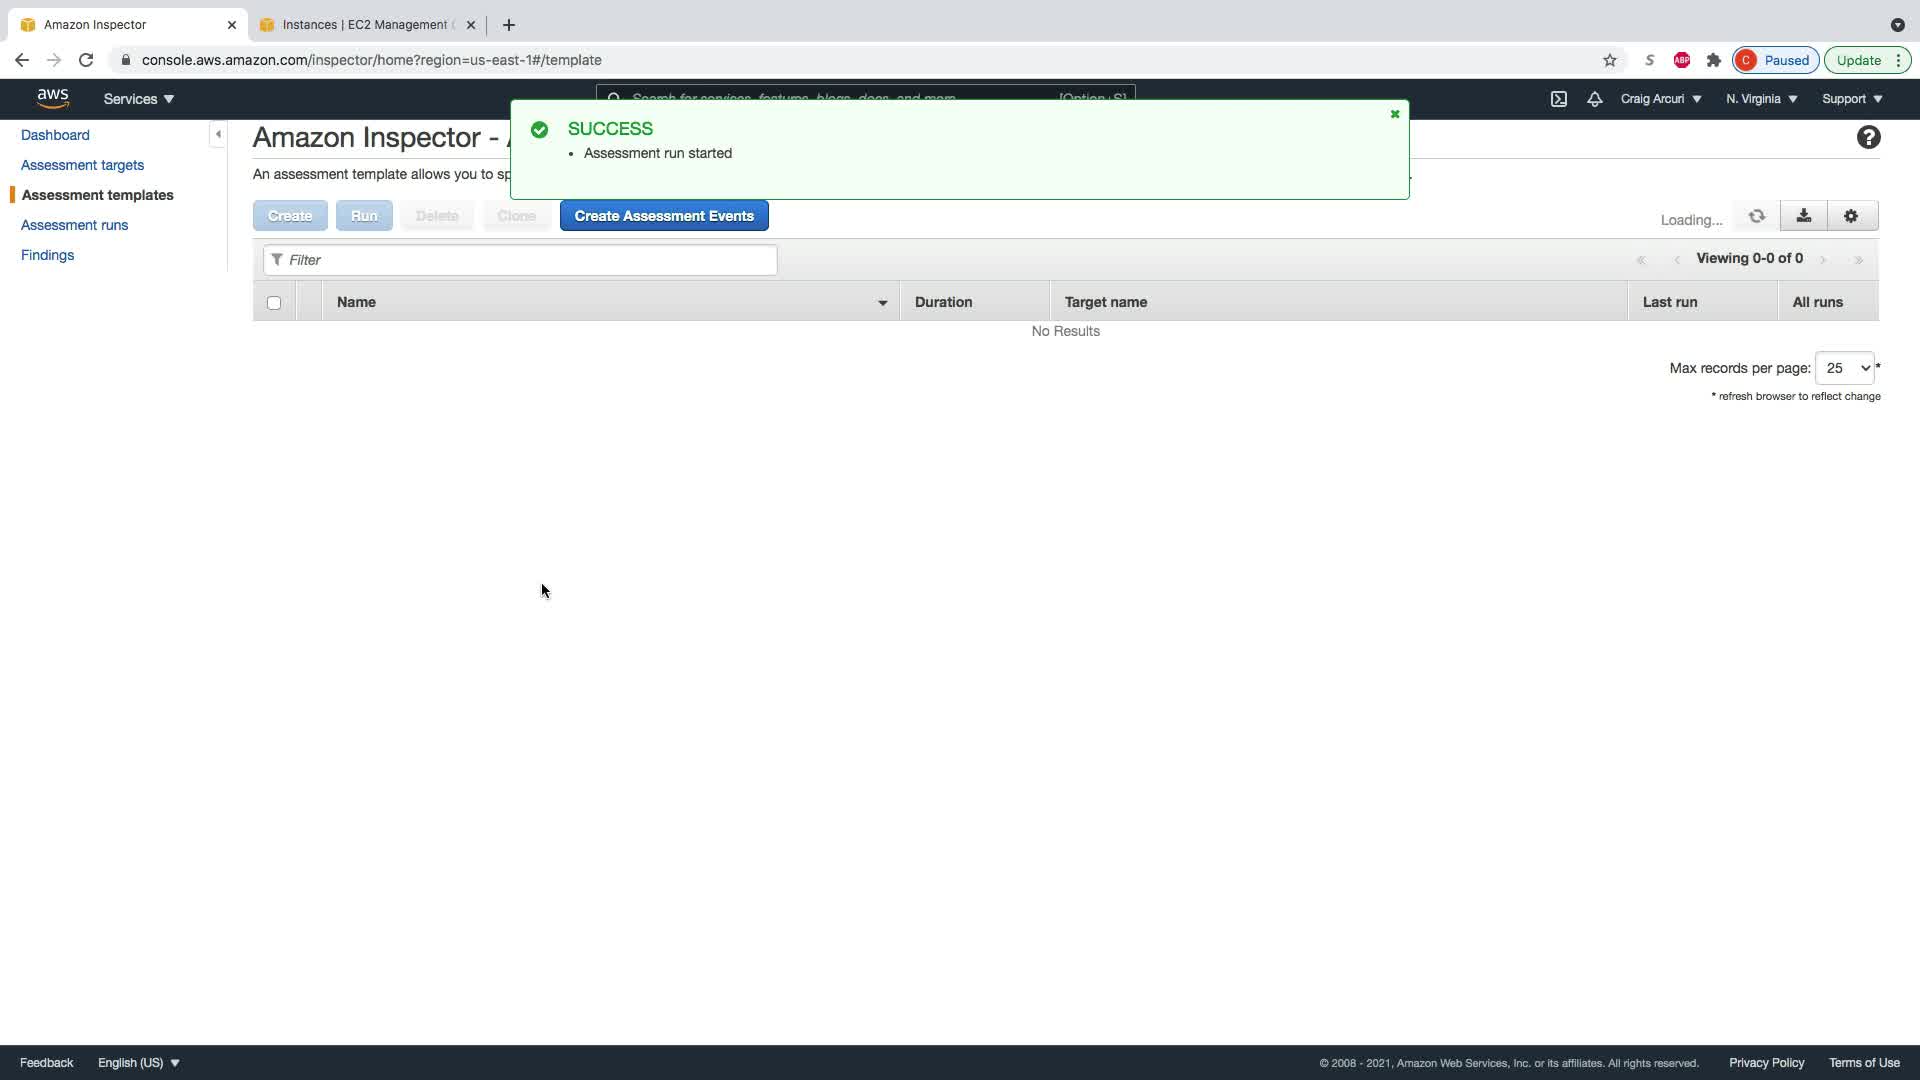 Amazon Inspector
Instances | EC2 Management
console.aws.amazon.com/inspector/home?region=us-east-1#/template
S
ABP
C
Paused
Update
aws
Services
Search for services, features, blogs, docs, and more
[Option+S]
Craig Arcuri
N. Virginia
Support
Dashboard
Assessment targets
Assessment templates
Assessment runs
Findings
Amazon Inspector -
SUCCESS
• Assessment run started
An assessment template allows you to sp
Create
Run
Delete
Clone
Create Assessment Events
Loading...
Filter
Viewing 0-0 of 0
Name
Duration
Target name
Last run
All runs
No Results
Max records per page: 25 *
* refresh browser to reflect change
Feedback
English (US)
© 2008 - 2021, Amazon Web Services, Inc. or its affiliates. All rights reserved.
Privacy Policy
Terms of Use